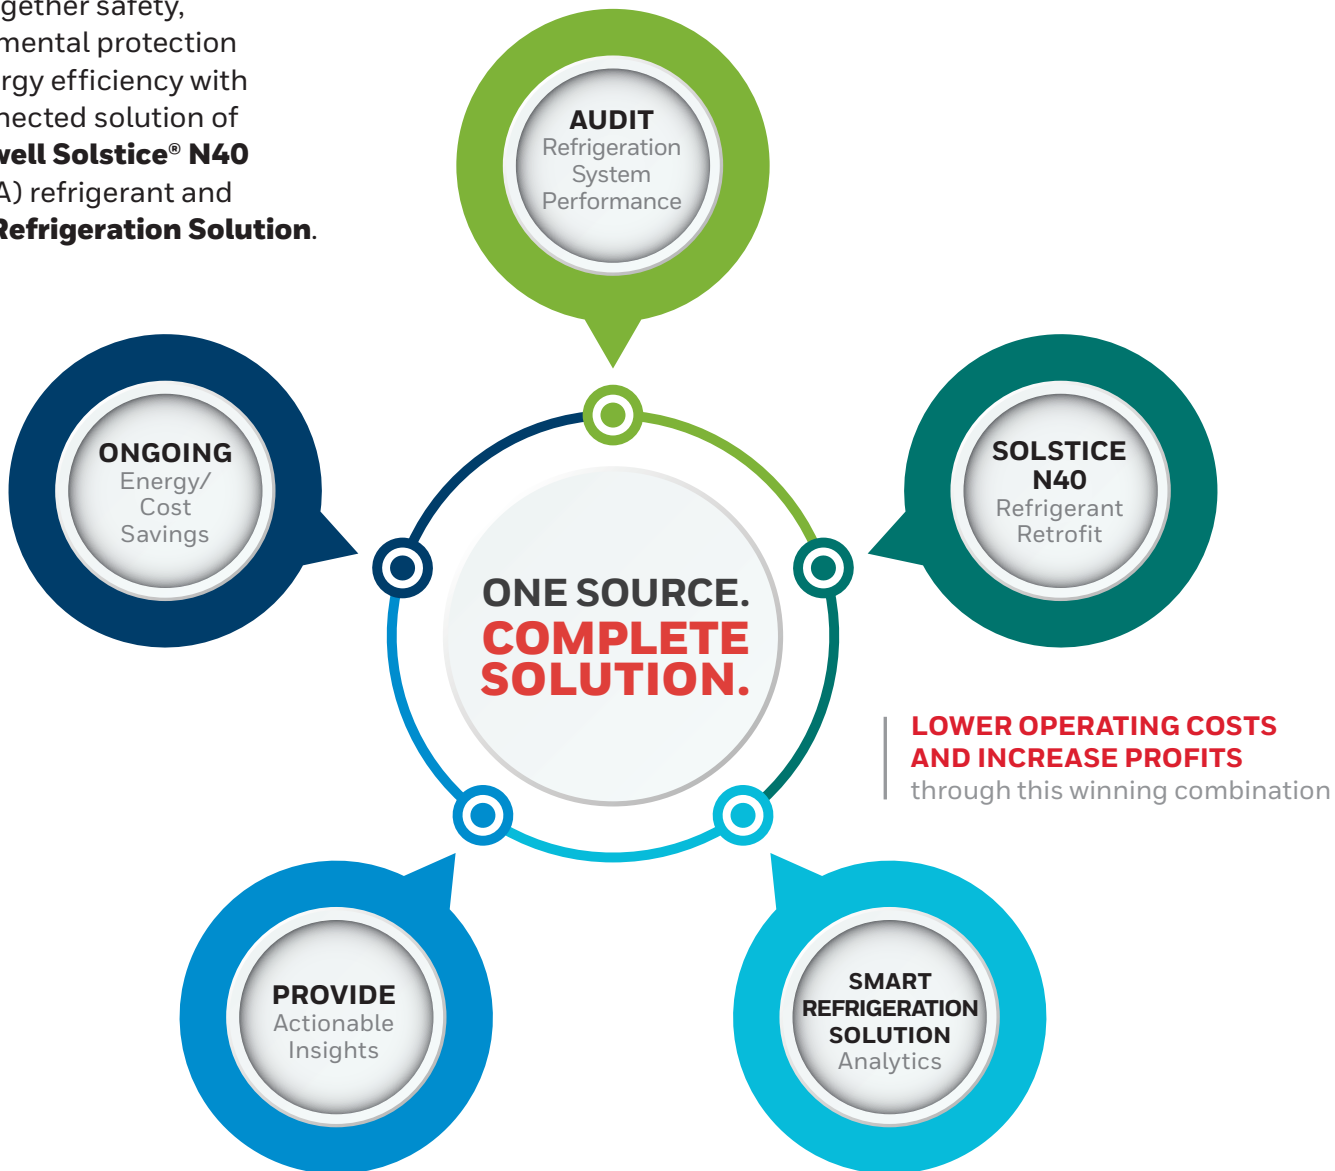 gether safety,
mental protection
rgy efficiency with
nected solution of
well Solstice® N40
A) refrigerant and
Refrigeration Solution.
AUDIT
Refrigeration
System
Performance
ONGOING
Energy/
Cost
Savings
SOLSTICE
N40
Refrigerant
Retrofit
ONE SOURCE.
COMPLETE
SOLUTION.
LOWER OPERATING COSTS
AND INCREASE PROFITS
through this winning combination
PROVIDE
Actionable
Insights
SMART
REFRIGERATION
SOLUTION
Analytics